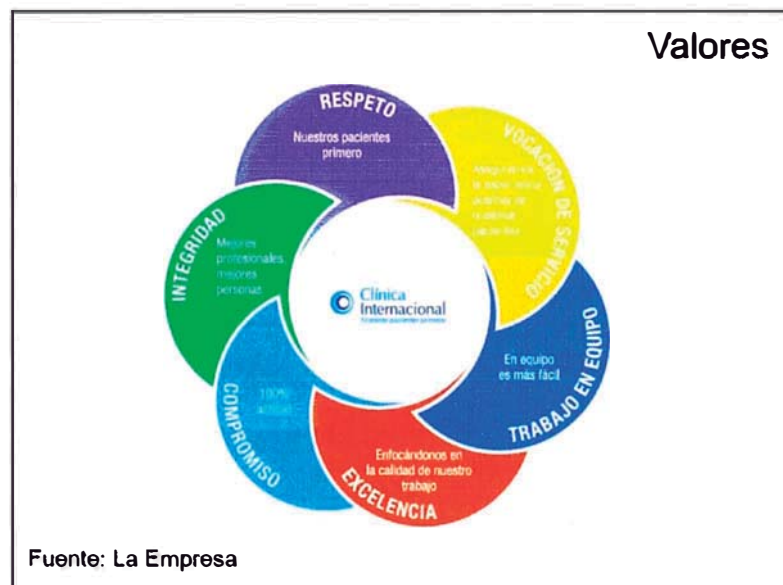 Valores
RESPETO
Nuestros pacientes
primero
VOCACIÓN DE SERVICIO
TRABAJO EN EQUIPO
En equipo
es más fácil
EXCELENCIA
Enfocándonos en
la calidad de nuestro
trabajo
COMPROMISO
100%
INTEGRIDAD
Mejores
profesionales,
mejores
personas
Clínica
Internacional
Fuente: La Empresa